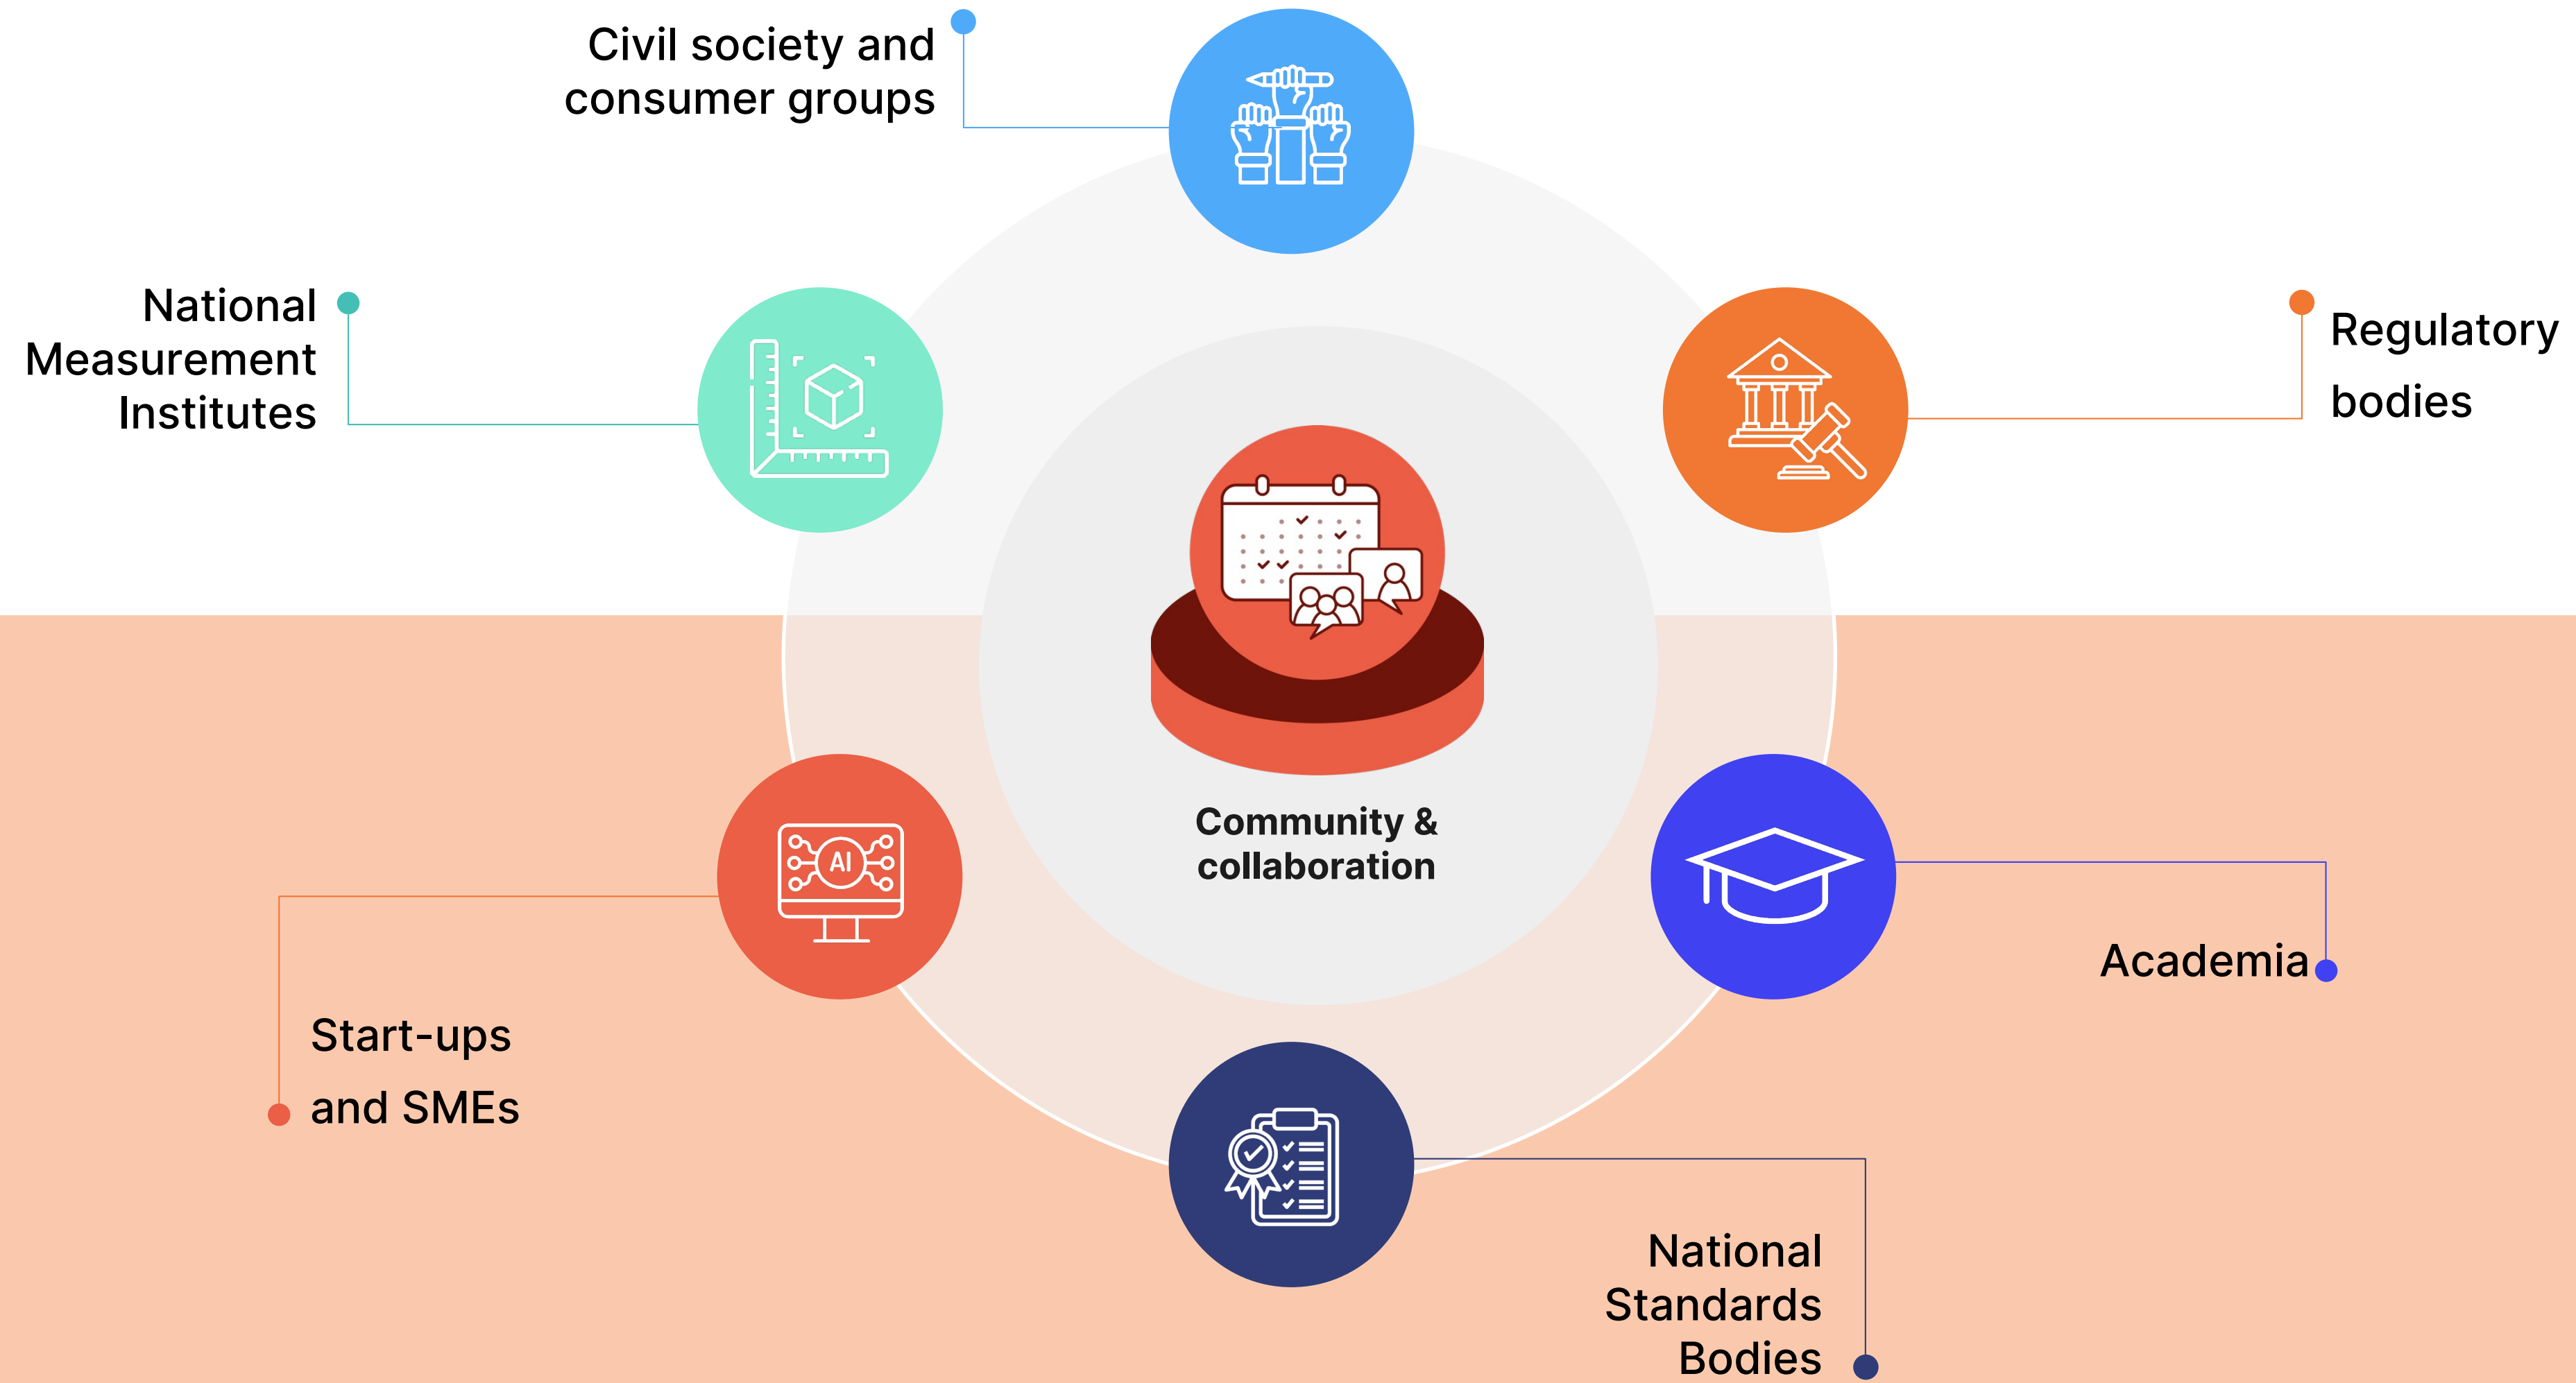 Civil society and
consumer groups
National
Measurement
Institutes
Regulatory
bodies
Community &
collaboration
AI
Academia
Start-ups
and SMEs
National
Standards
Bodies